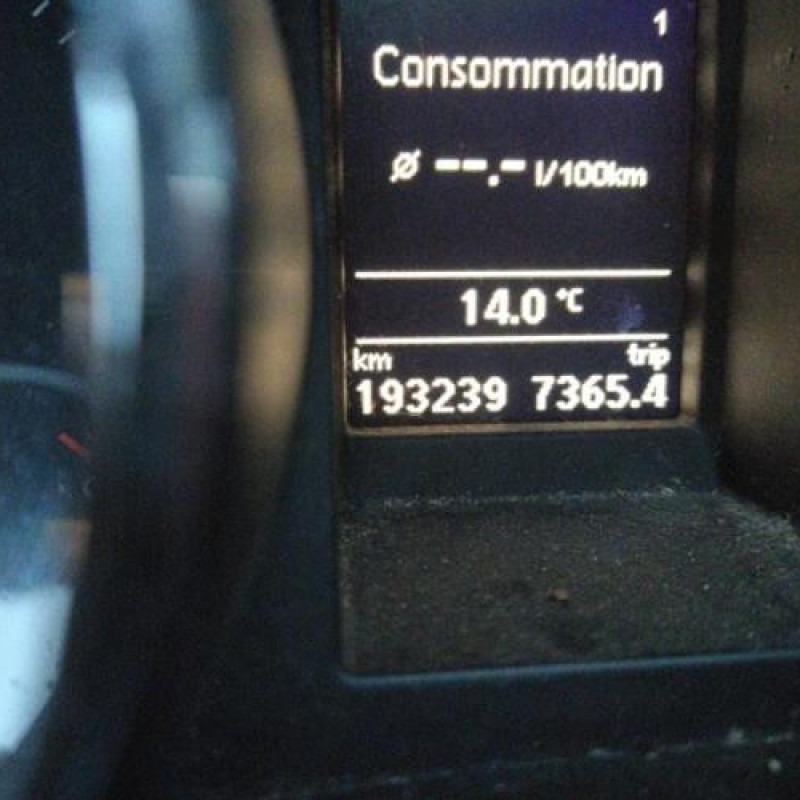 1
Consommation
Ø --.- l/100km
14.0 °C
km trip
193239 7365.4